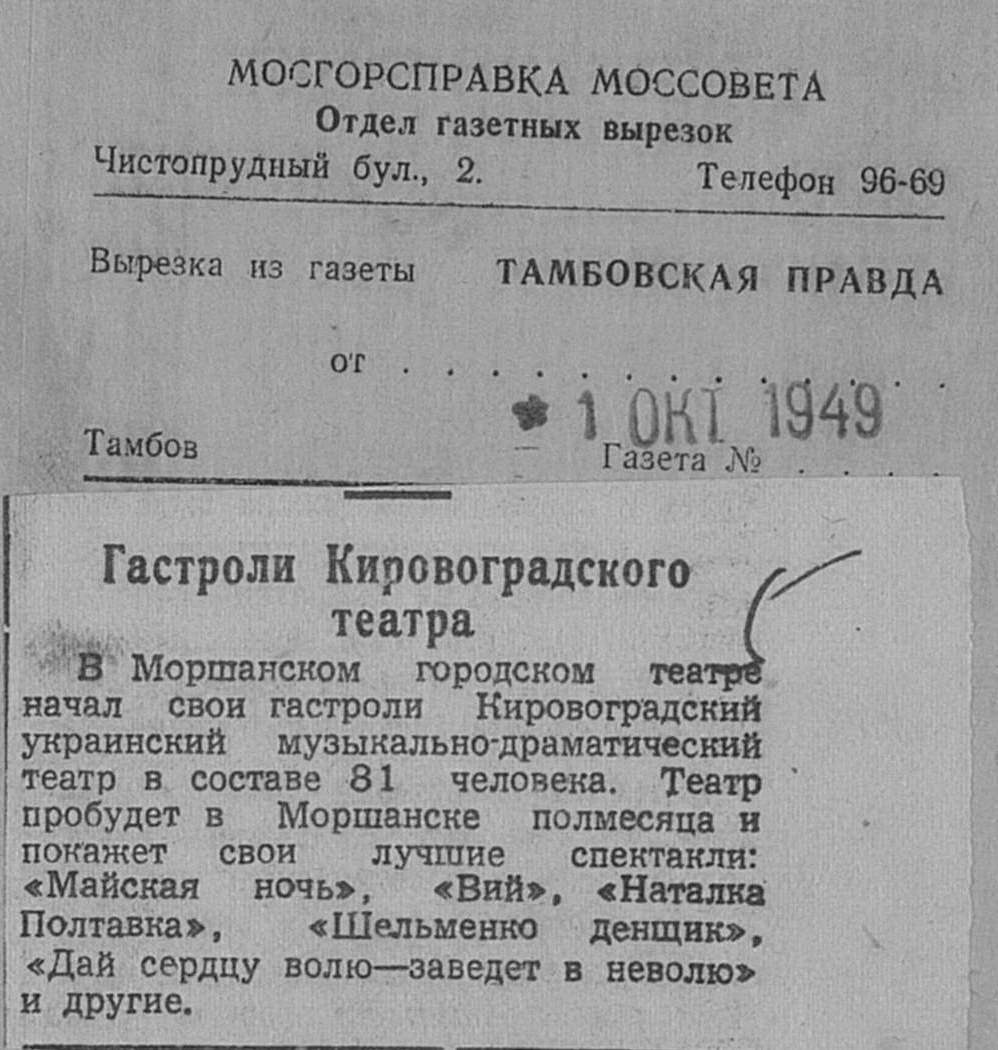 МОСГОРСПРАВКА МОССОВЕТА
Отдел газетных вырезок
Чистопрудный бул., 2. Телефон 96-69
Вырезка из газеты ТАМБОВСКАЯ ПРАВДА
от . . . . . . . . . . . . .
1 ОКТ 1949
Тамбов
Газета № . . . .
Гастроли Кировоградского
театра
В Моршанском городском театре
начал свои гастроли Кировоградский
украинский музыкально-драматический
театр в составе 81 человека. Театр
пробудет в Моршанске полмесяца и
покажет свои лучшие спектакли:
«Майская ночь», «Вий», «Наталка
Полтавка», «Шельменко денщик»,
«Дай сердцу волю—заведет в неволю»
и другие.